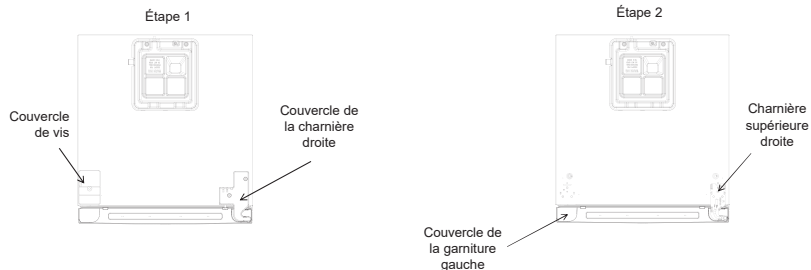 Étape 1
Couvercle
de vis
Couvercle de
la charnière
droite
Étape 2
Charnière
supérieure
droite
Couvercle de
la garniture
gauche